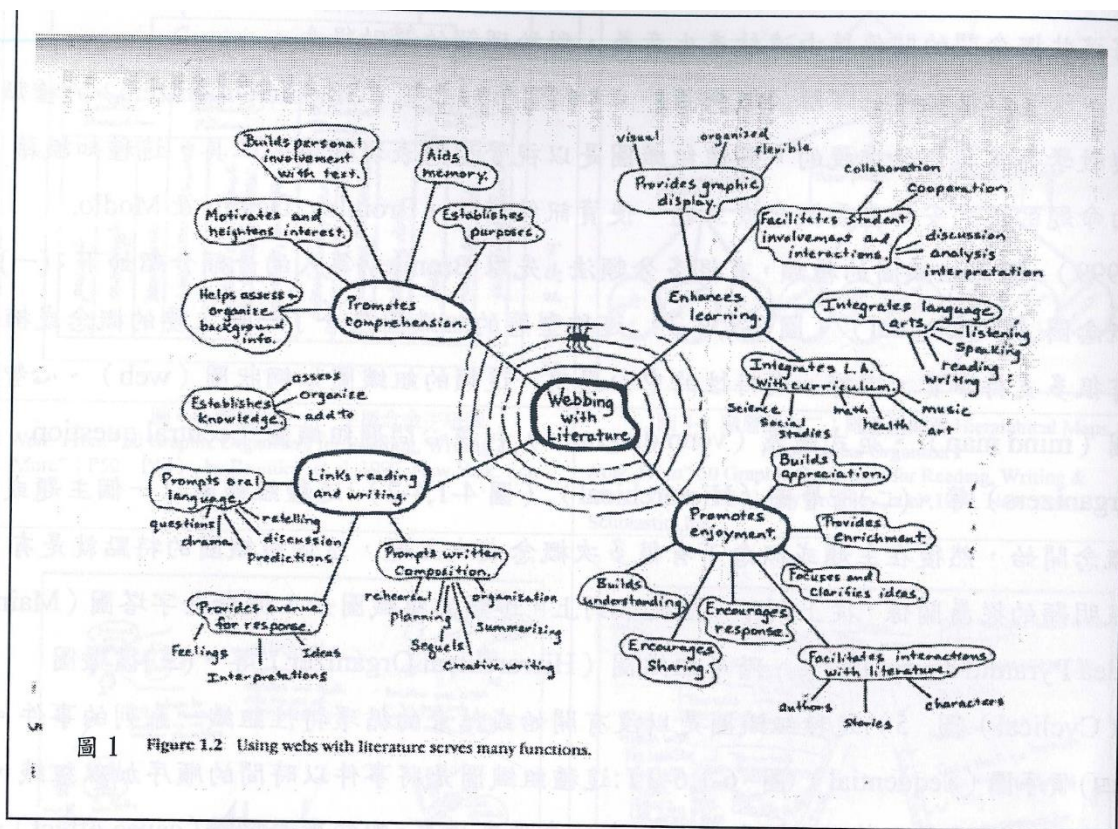 Builds personal
involvement
with text.
Aids
memory.
Motivates and
heightens interest.
Establishes
purposes.
Helps assess
organize
background
info.
Promotes
comprehension.
Establishes
knowledge.
assess
organize
add to
visual
organized
flexible
Provides graphic
display.
collaboration
cooperation
Facilitates student
involvement and
interactions.
discussion
analysis
interpretation
Enhances
learning.
Integrates language
arts.
listening
speaking
reading
writing
Integrates L.A.
with curriculum.
Science
Social
math
health
music
Webbing
with
Literature
Links reading
and writing.
Prompts oral
language.
questions
drama
retelling
discussion
Predictions
Prompts written
Composition.
rehearsal
planning
Sequels
creative writing
Summarizing
organization
Provides avenue
for response.
Feelings
Interpretations
Ideas
Promotes
enjoyment.
Builds
appreciation.
Provides
Enrichment.
Focuses and
Clarifies ideas.
Builds
understanding.
Encourages
Sharing.
Encourages
response.
Facilitates interactions
with literature.
authors
Stories
characters
圖 1 Figure 1.2 Using webs with literature serves many functions.
5